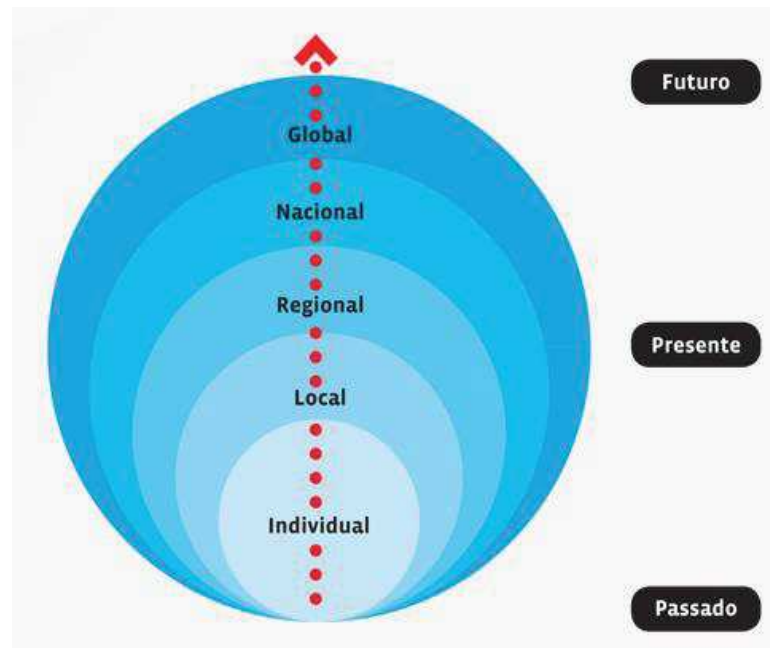 Futuro
Global
Nacional
Regional
Presente
Local
Individual
Passado